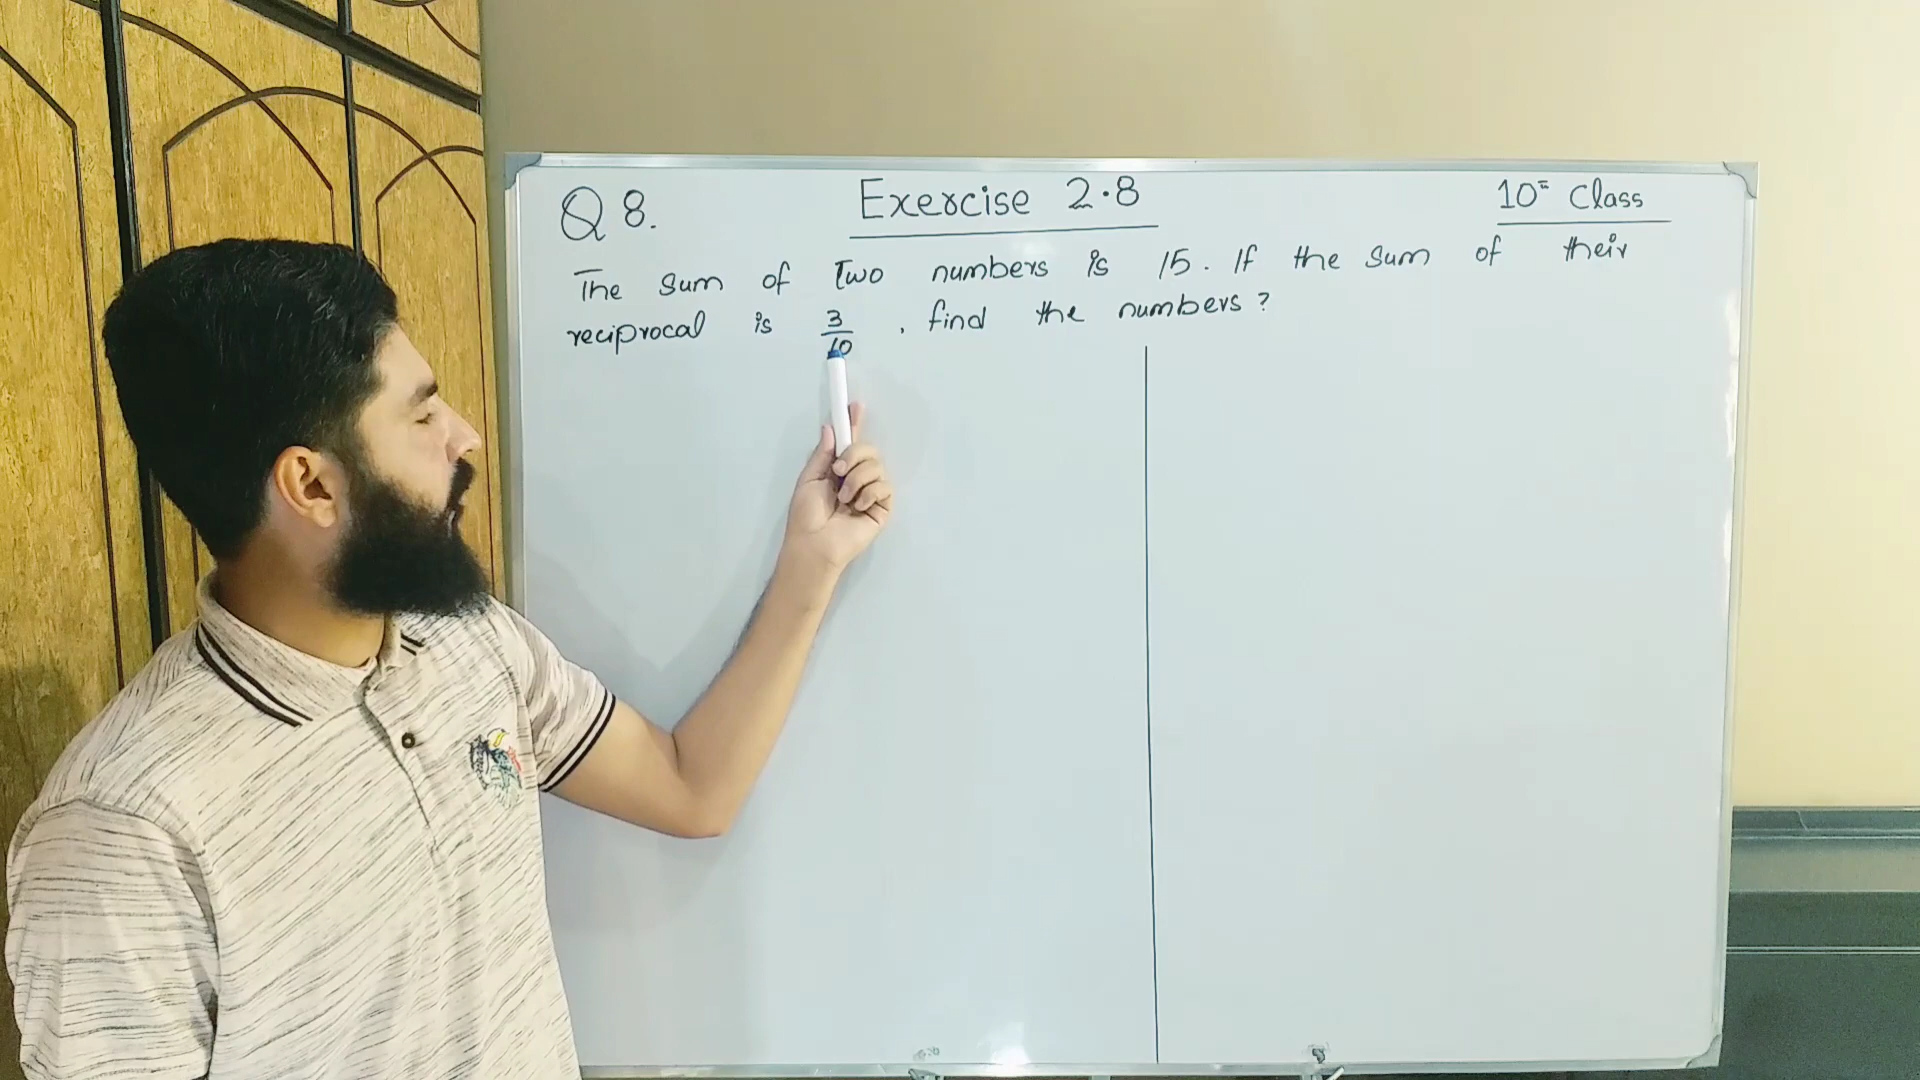 Q 8.
Exercise 2.8
10= Class
The sum of Two numbers is 15. If the sum of their
reciprocal is 3/10, find the numbers?